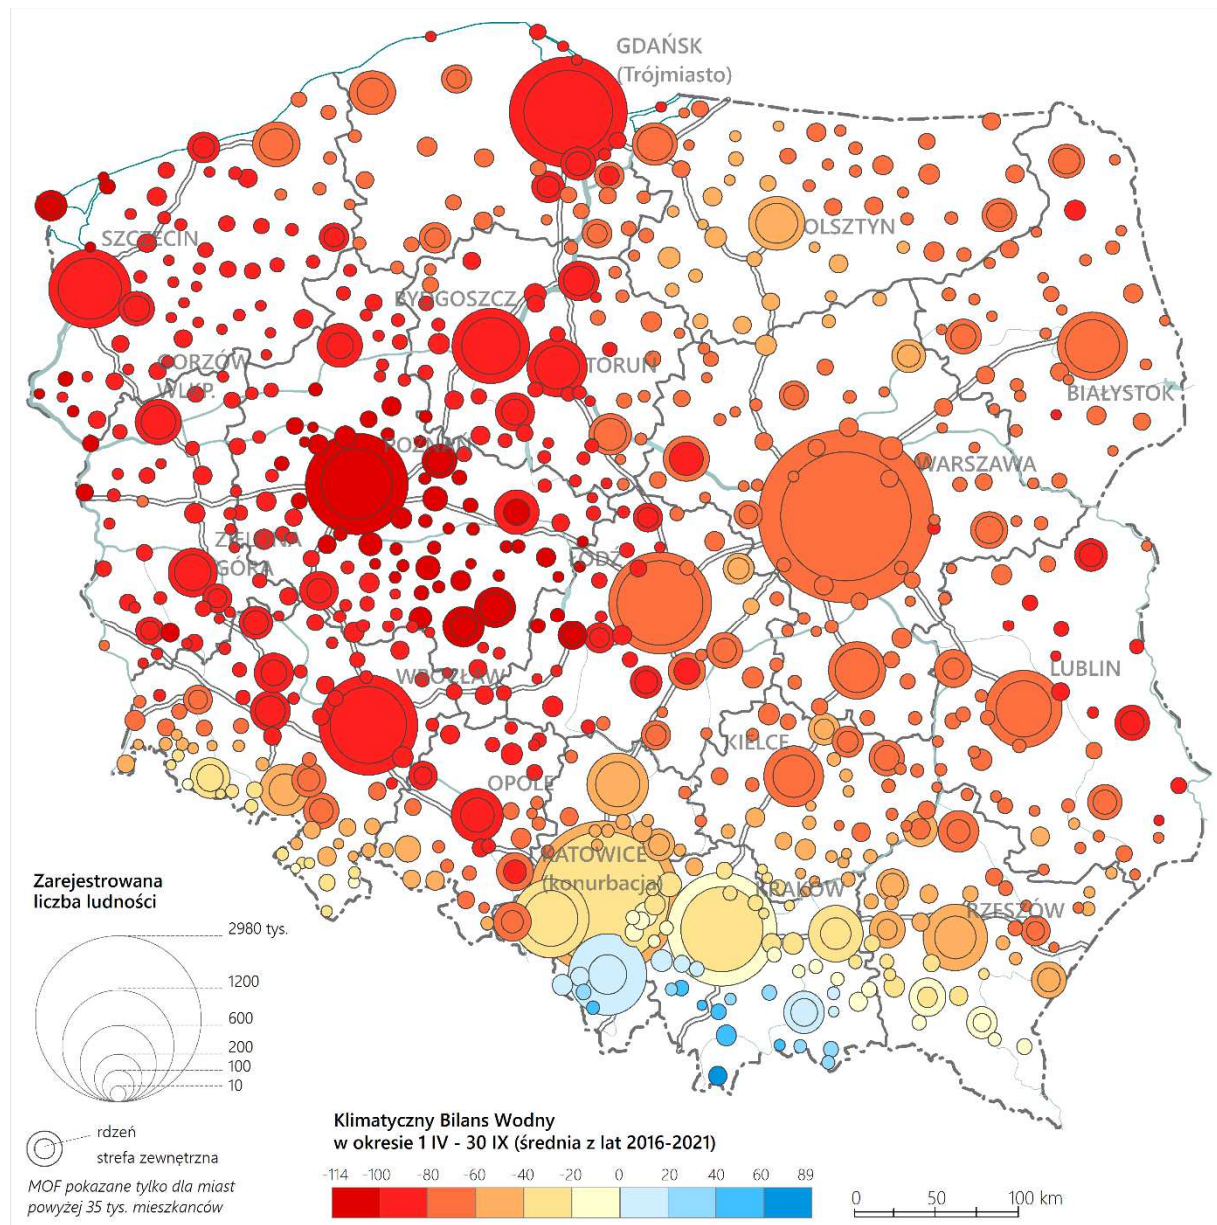 GDAŃSK
(Trójmiasto)
OLSZTYN
SZCZECIN
BYDGOSZCZ
TORUŃ
GORZÓW
WLKP.
BIAŁYSTOK
POZNAŃ
WARSZAWA
ZIELONA
GÓRA
ŁÓDŹ
LUBLIN
WROCŁAW
KIELCE
OPOLE
KATOWICE
(konurbacja)
KRAKÓW
RZESZÓW
Zarejestrowana
liczba ludności
2980 tys.
1200
600
200
100
10
rdzeń
strefa zewnętrzna
MOF pokazane tylko dla miast
powyżej 35 tys. mieszkańców
Klimatyczny Bilans Wodny
w okresie 1 IV - 30 IX (średnia z lat 2016-2021)
-114 -100 -80 -60 -40 -20 0 20 40 60 89
0 50 100 km